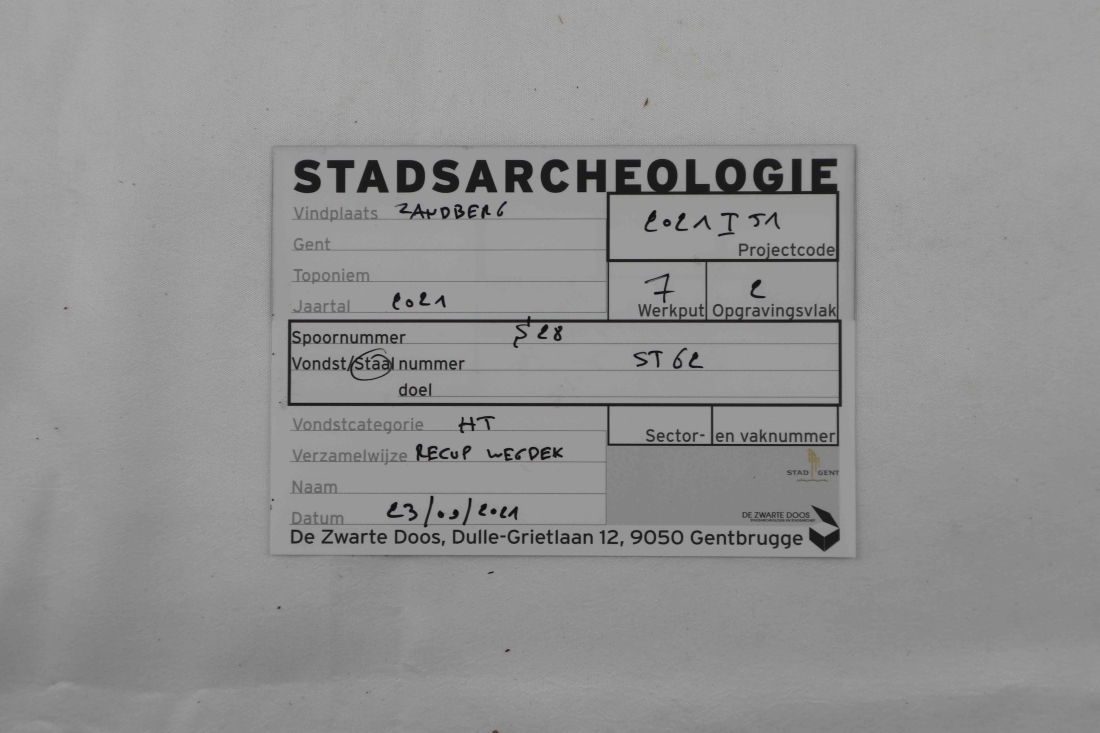 STADSARCHEOLOGIE
Vindplaats ZANDBERG
2021 I 51
Projectcode
Gent
Toponiem
Jaartal 2021
7 Werkput
2 Opgravingsvlak
Spoornummer S 28
Vondst/Staal nummer ST 62
doel
Vondstcategorie HT
Sector- en vaknummer
Verzamelwijze RECUP WEGDEK
STAD GENT
Naam
Datum 23/09/2021
DE ZWARTE DOOS
De Zwarte Doos, Dulle-Grietlaan 12, 9050 Gentbrugge